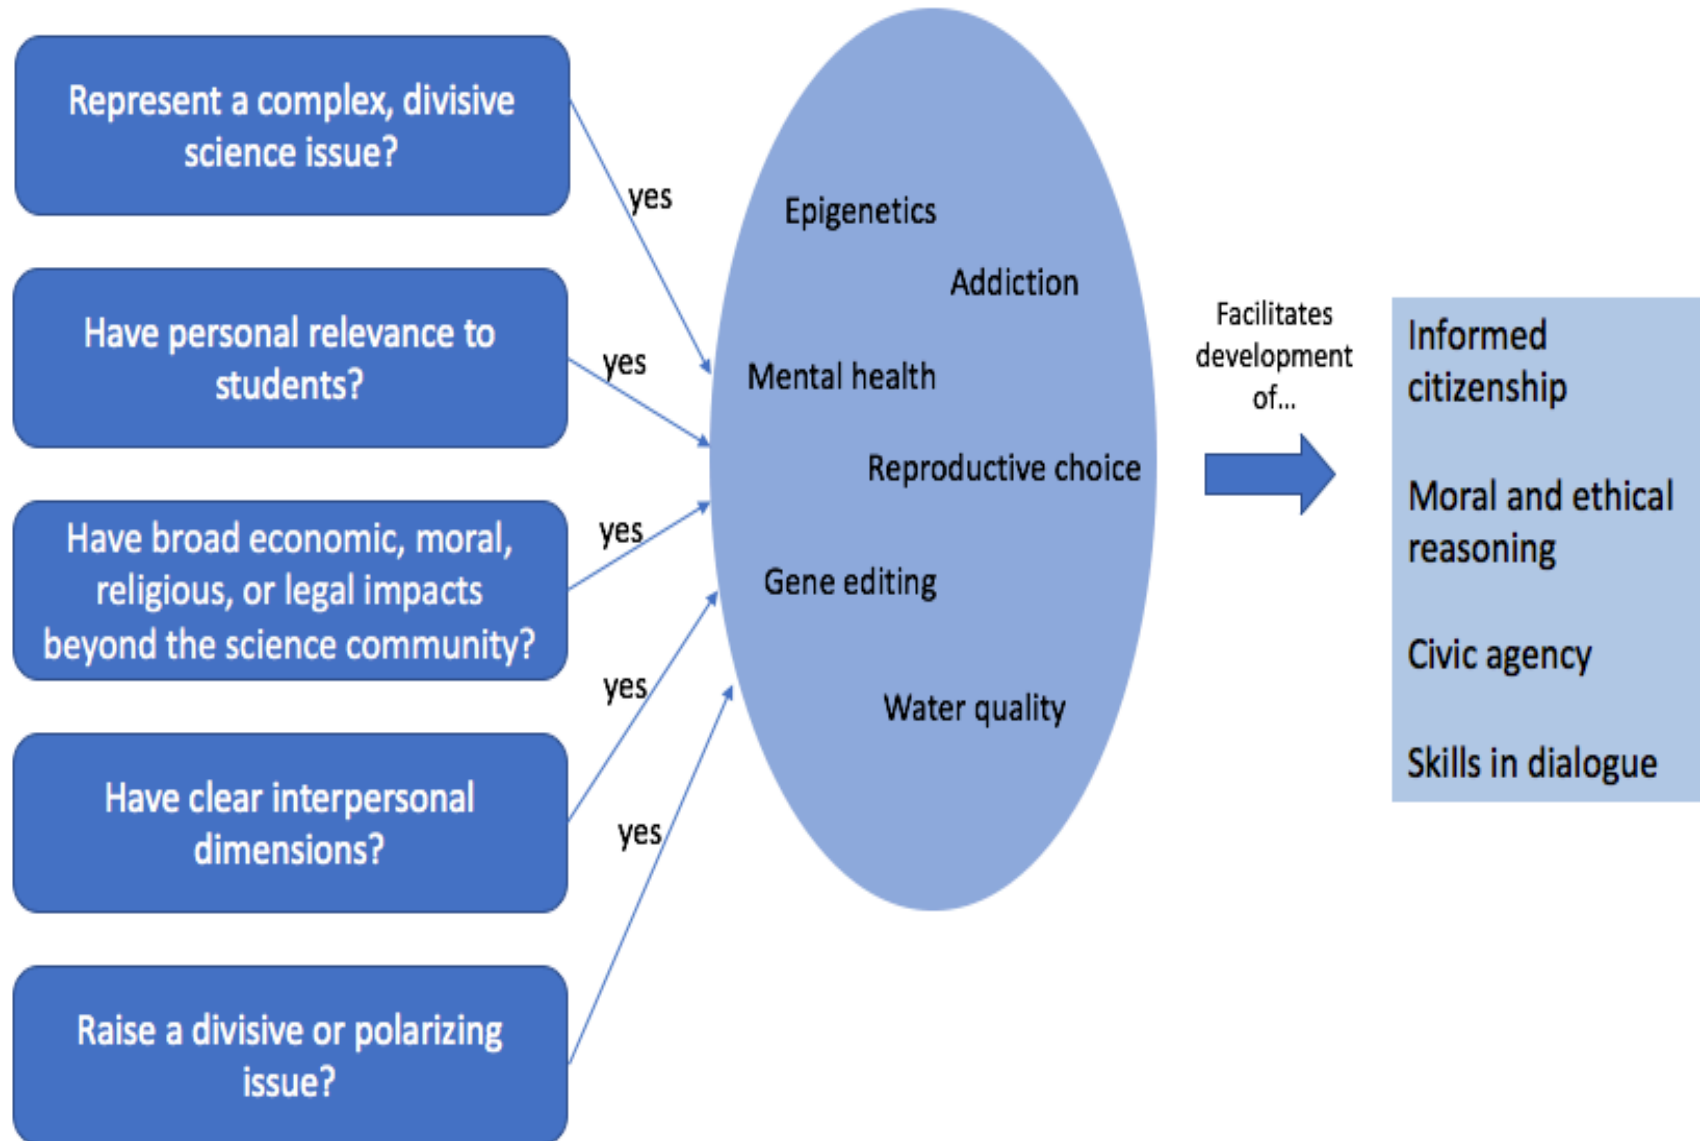 Represent a complex, divisive
science issue?
yes
Have personal relevance to
students?
yes
Have broad economic, moral,
religious, or legal impacts
beyond the science community?
yes
Have clear interpersonal
dimensions?
yes
Raise a divisive or polarizing
issue?
yes
Epigenetics
Addiction
Mental health
Reproductive choice
Gene editing
Water quality
Facilitates
development
of...
Informed
citizenship
Moral and ethical
reasoning
Civic agency
Skills in dialogue